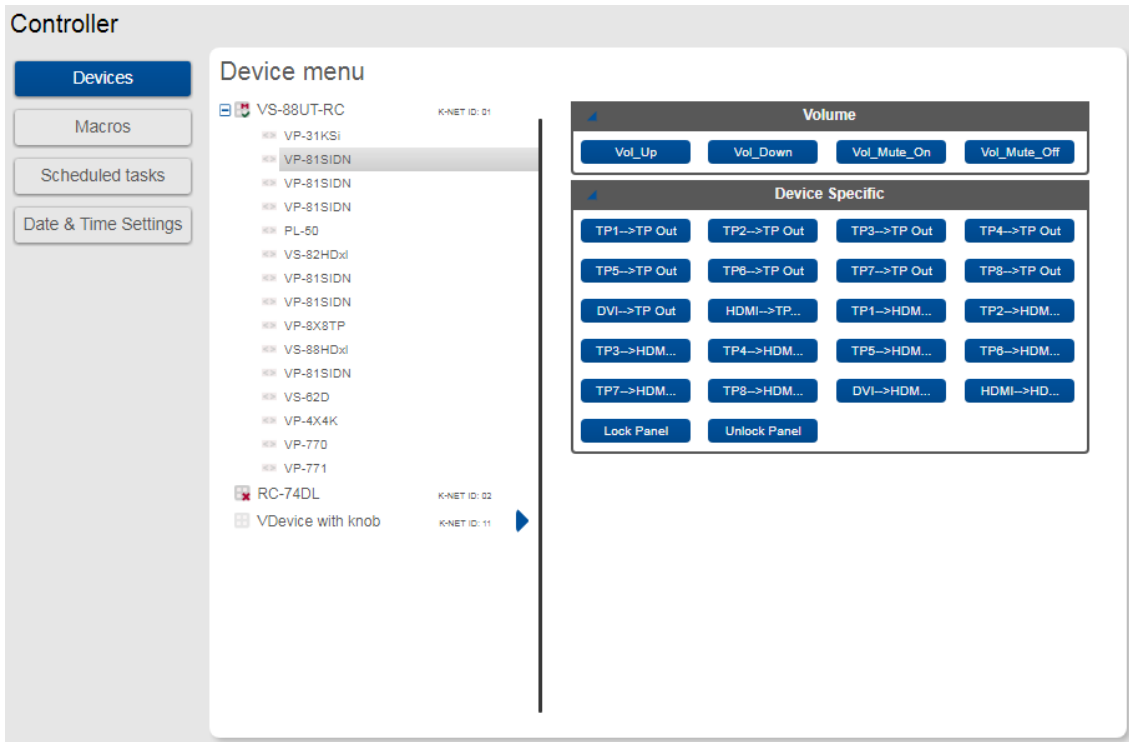 Controller
Devices
Macros
Scheduled tasks
Date & Time Settings
Device menu
VS-88UT-RC K-NET ID: 01
VP-31KSi
VP-81SIDN
VP-81SIDN
VP-81SIDN
PL-50
VS-82HDxl
VP-81SIDN
VP-81SIDN
VP-8X8TP
VS-88HDxl
VP-81SIDN
VS-62D
VP-4X4K
VP-770
VP-771
RC-74DL K-NET ID: 02
VDevice with knob K-NET ID: 11
Volume
Vol_Up Vol_Down Vol_Mute_On Vol_Mute_Off
Device Specific
TP1-->TP Out TP2-->TP Out TP3-->TP Out TP4-->TP Out
TP5-->TP Out TP6-->TP Out TP7-->TP Out TP8-->TP Out
DVI-->TP Out HDMI-->TP... TP1-->HDM... TP2-->HDM...
TP3-->HDM... TP4-->HDM... TP5-->HDM... TP6-->HDM...
TP7-->HDM... TP8-->HDM... DVI-->HDM... HDMI-->HD...
Lock Panel Unlock Panel